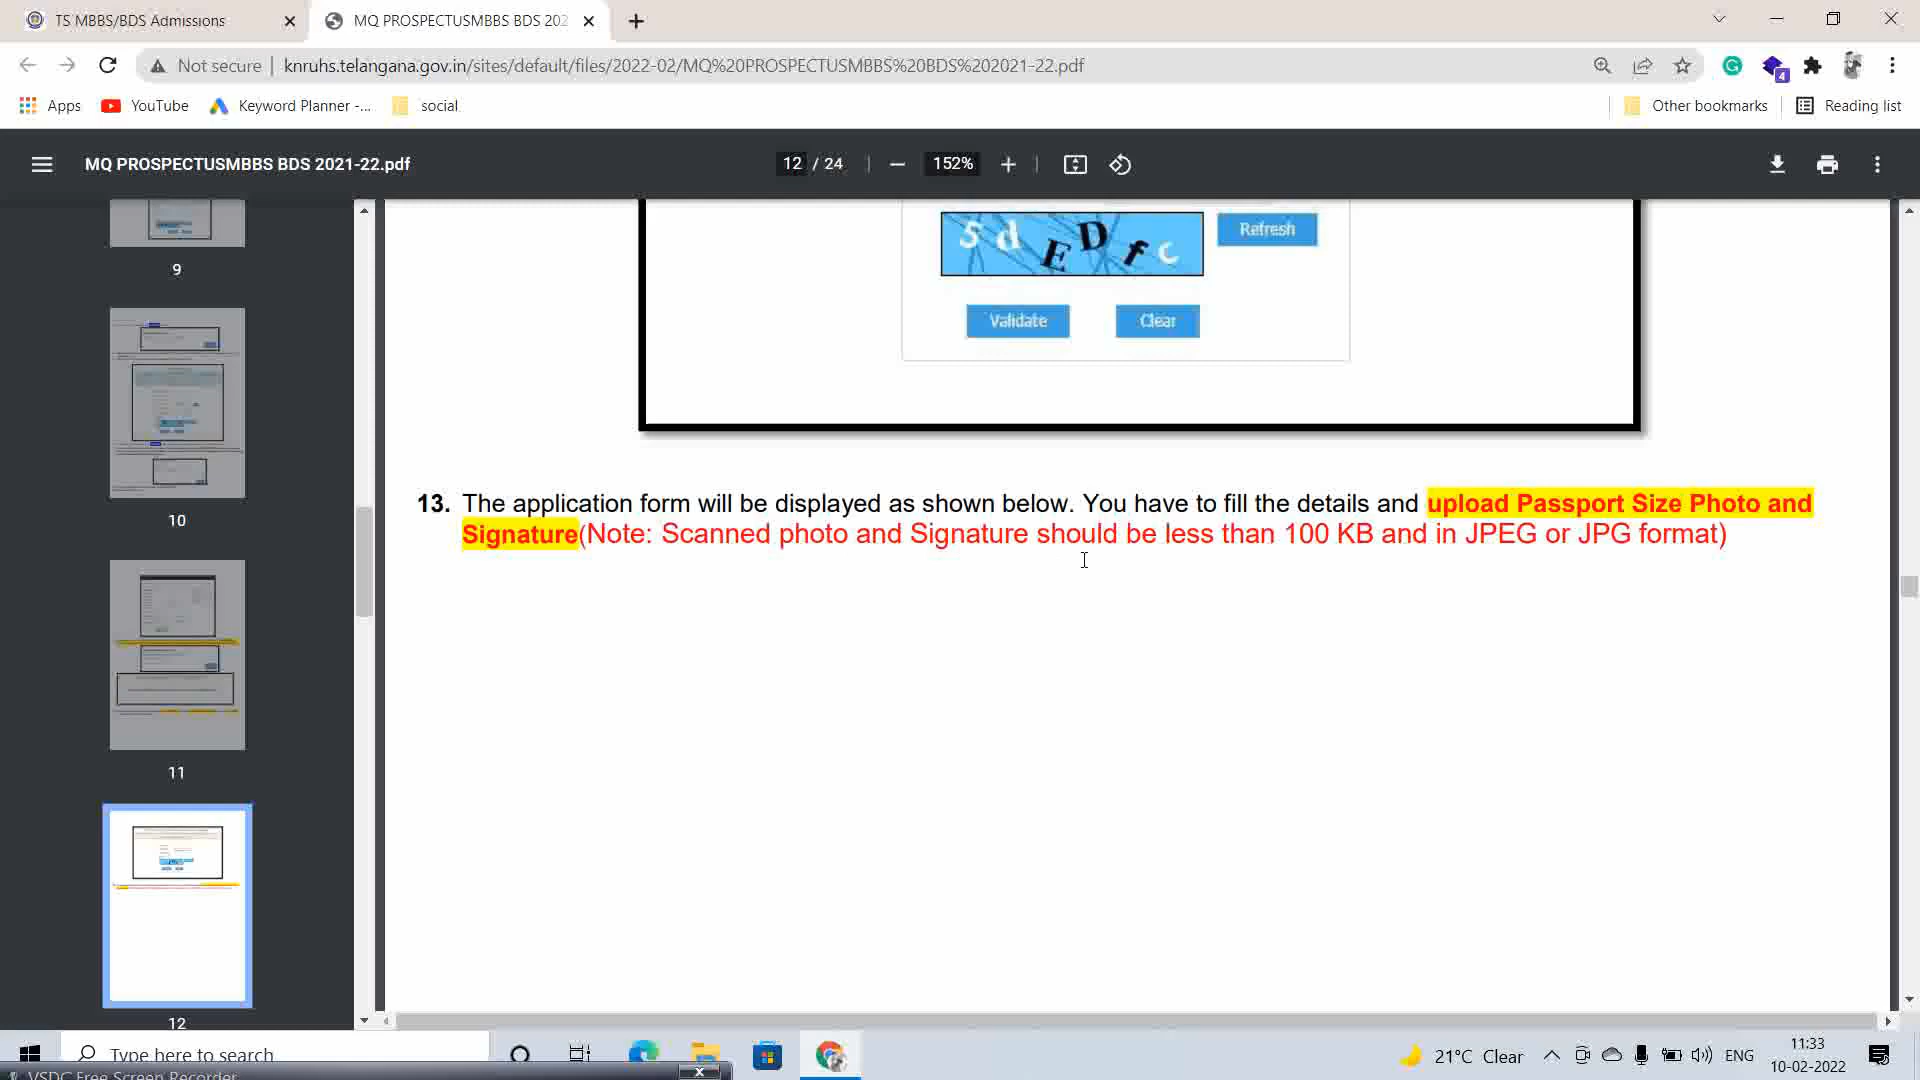 TS MBBS/BDS Admissions
MQ PROSPECTUSMBBS BDS 202
Not secure
knruhs.telangana.gov.in/sites/default/files/2022-02/MQ%20PROSPECTUSMBBS%20BDS%202021-22.pdf
4
Apps
YouTube
Keyword Planner -...
social
Other bookmarks
Reading list
MQ PROSPECTUSMBBS BDS 2021-22.pdf
12 / 24
152%
9
10
11
12
S d E D f c
Refresh
Validate
Clear
13. The application form will be displayed as shown below. You have to fill the details and upload Passport Size Photo and
Signature(Note: Scanned photo and Signature should be less than 100 KB and in JPEG or JPG format)
Type here to search
21°C Clear
ENG
11:33
10-02-2022
VSDC Free Screen Recorder